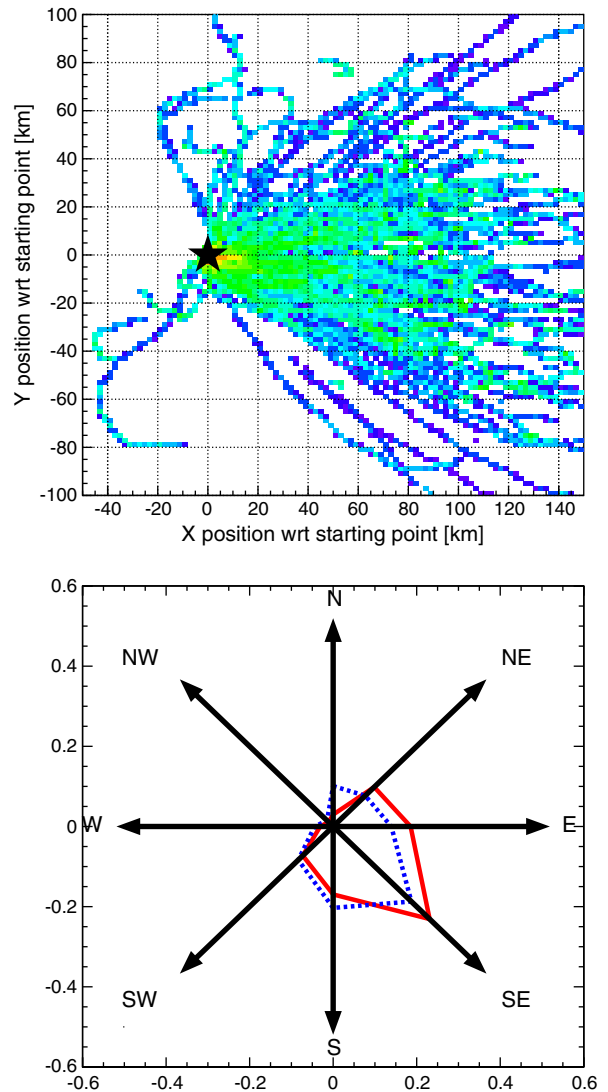 100
80
60
40
20
0
-20
-40
-60
-80
-100
Y position wrt starting point [km]
-40 -20 0 20 40 60 80 100 120 140
X position wrt starting point [km]
0.6
0.4
0.2
0
-0.2
-0.4
-0.6
N
NW NE
W E
SW SE
S
-0.6 -0.4 -0.2 0 0.2 0.4 0.6